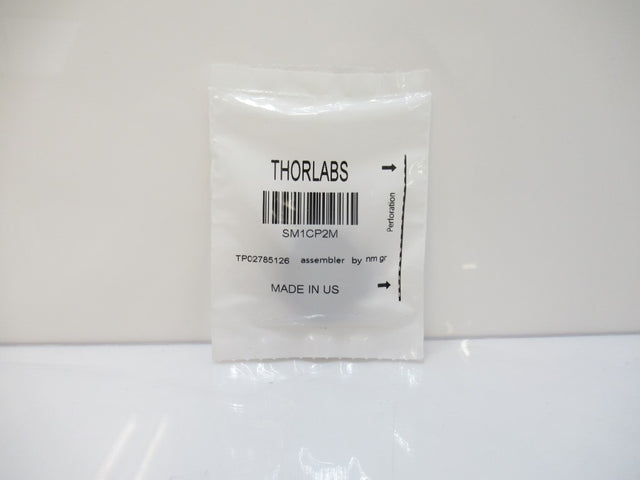 THORLABS
SM1CP2M
TP02785126 assembler by nm gr
MADE IN US
Perforation